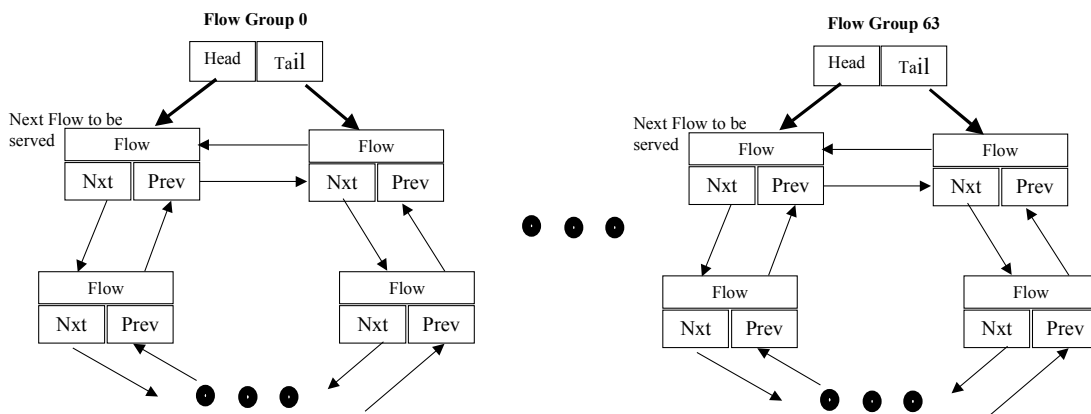 Flow Group 0
Flow Group 63
Head Tail
Head Tail
Next Flow to be
served
Next Flow to be
served
Flow
Flow
Flow
Flow
Nxt Prev
Nxt Prev
Nxt Prev
Nxt Prev
Flow
Flow
Flow
Flow
Nxt Prev
Nxt Prev
Nxt Prev
Nxt Prev